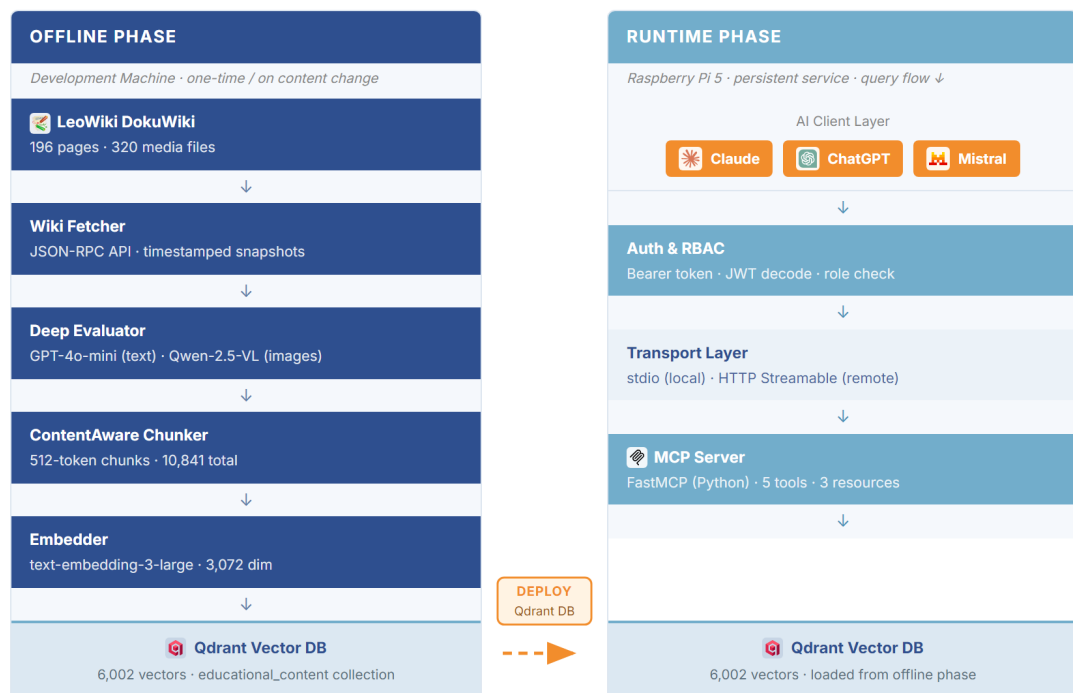 OFFLINE PHASE
Development Machine · one-time / on content change
LeoWiki DokuWiki
196 pages · 320 media files
↓
Wiki Fetcher
JSON-RPC API · timestamped snapshots
↓
Deep Evaluator
GPT-4o-mini (text) · Qwen-2.5-VL (images)
↓
ContentAware Chunker
512-token chunks · 10,841 total
↓
Embedder
text-embedding-3-large · 3,072 dim
↓
Qdrant Vector DB
6,002 vectors · educational_content collection
DEPLOY
Qdrant DB
RUNTIME PHASE
Raspberry Pi 5 · persistent service · query flow ↓
AI Client Layer
Claude ChatGPT Mistral
↓
Auth & RBAC
Bearer token · JWT decode · role check
↓
Transport Layer
stdio (local) · HTTP Streamable (remote)
↓
MCP Server
FastMCP (Python) · 5 tools · 3 resources
↓
Qdrant Vector DB
6,002 vectors · loaded from offline phase